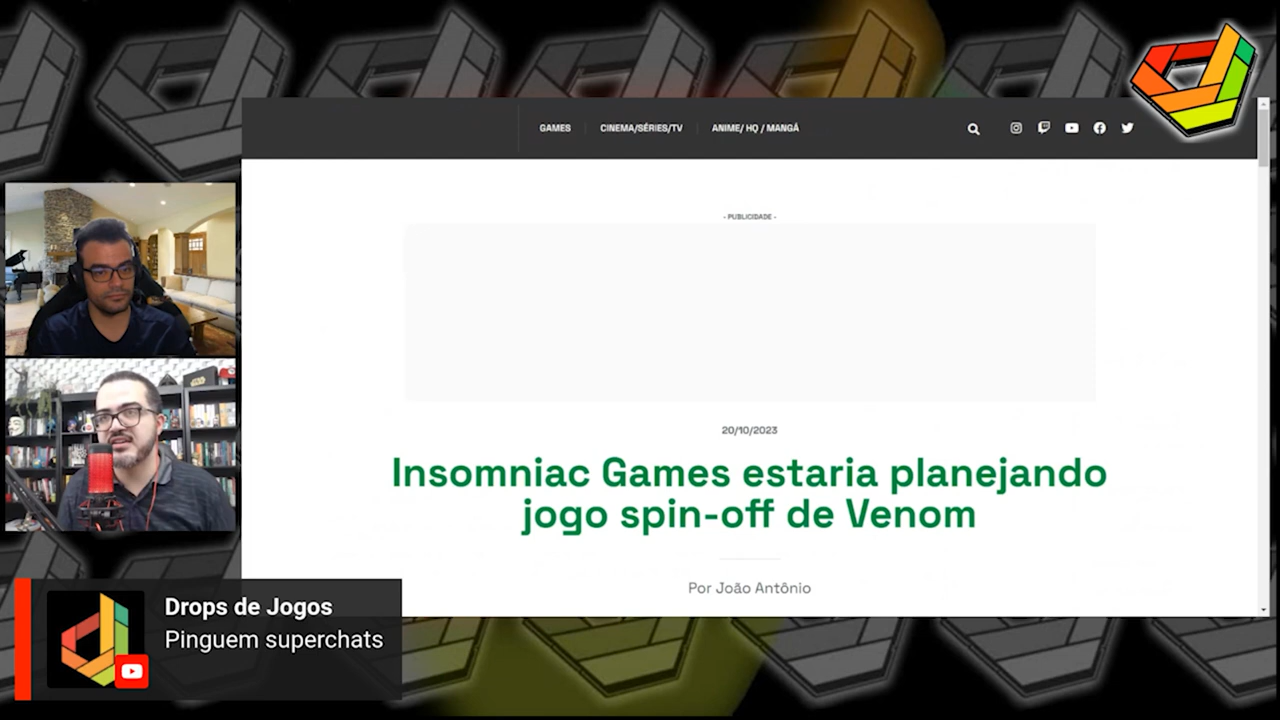 GAMES
CINEMA/SÉRIES/TV
ANIME/ HQ / MANGÁ
- PUBLICIDADE -
20/10/2023
Insomniac Games estaria planejando
jogo spin-off de Venom
Por João Antônio
Drops de Jogos
Pinguem superchats